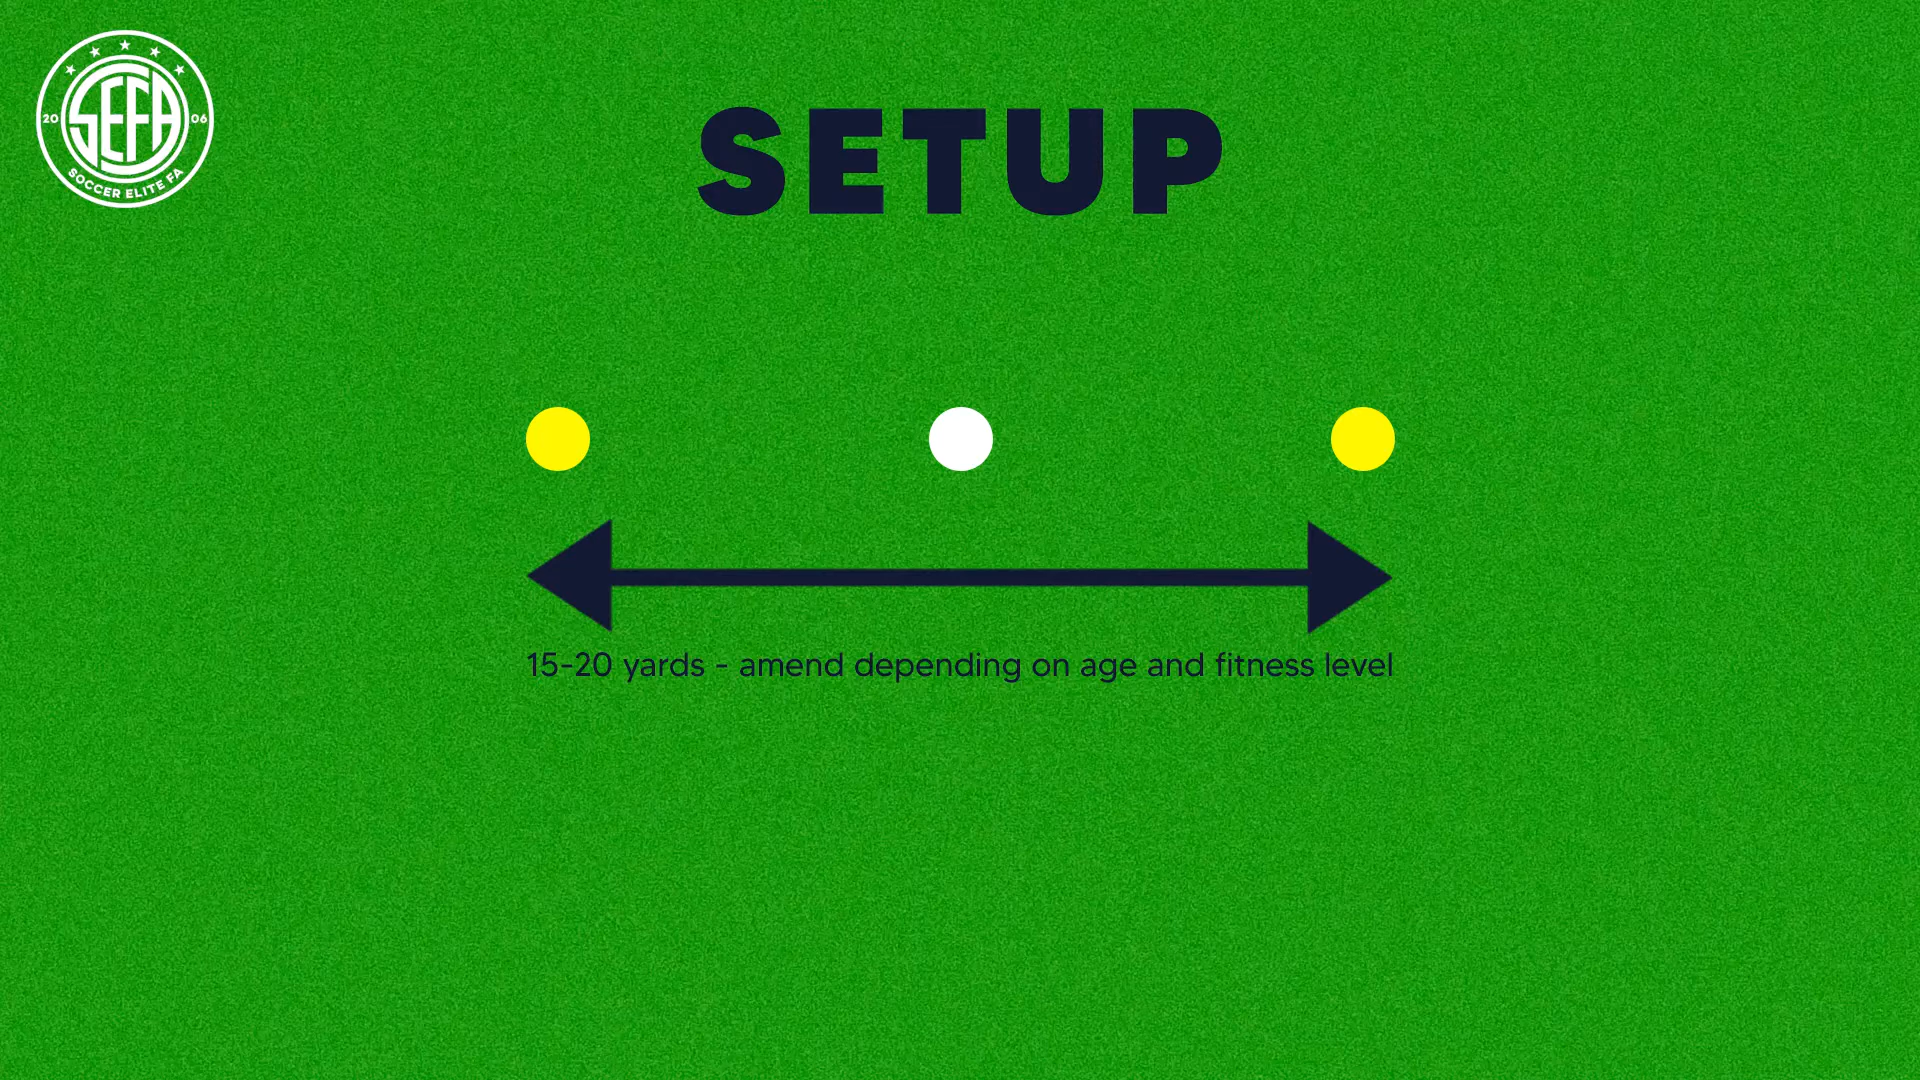 20 SEFA 06
SOCCER ELITE FA
SETUP
15-20 yards - amend depending on age and fitness level